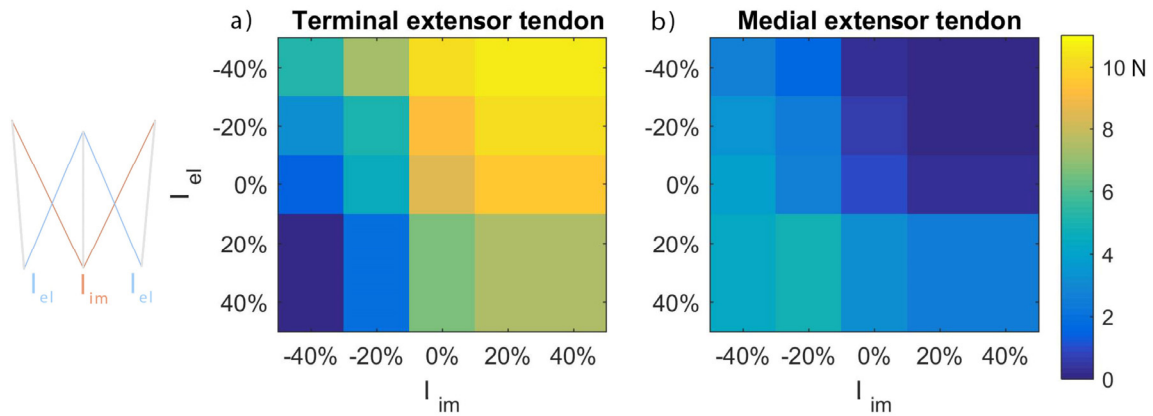 a) Terminal extensor tendon
b) Medial extensor tendon
-40%
-20%
0%
20%
40%
l el
-40% -20% 0% 20% 40%
l im
-40%
-20%
0%
20%
40%
-40% -20% 0% 20% 40%
l im
10 N
8
6
4
2
0
l el l im l el